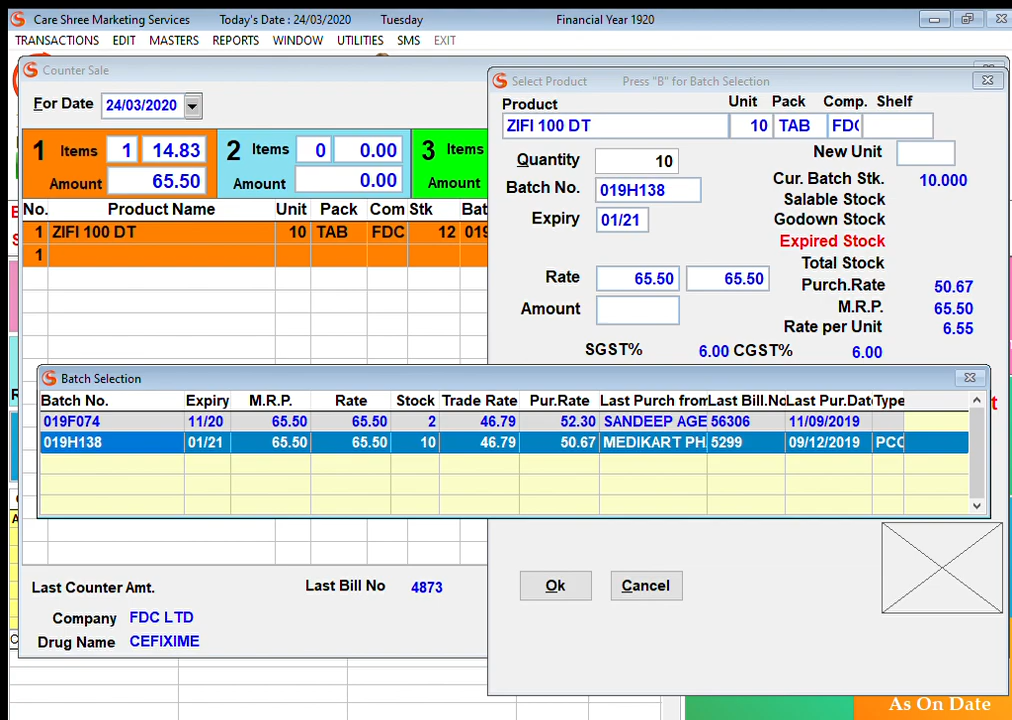 Care Shree Marketing Services Today's Date : 24/03/2020 Tuesday Financial Year 1920
TRANSACTIONS EDIT MASTERS REPORTS WINDOW UTILITIES SMS EXIT
Counter Sale
For Date 24/03/2020
1 Items 1 14.83 2 Items 0 0.00 3 Items
Amount 65.50 Amount 0.00 Amount
No. Product Name Unit Pack Com Stk Bat
1 ZIFI 100 DT 10 TAB FDC 12 019
1
Select Product Press "B" for Batch Selection
Product Unit Pack Comp. Shelf
ZIFI 100 DT 10 TAB FDC
New Unit
Quantity 10
Batch No. 019H138
Expiry 01/21
Rate 65.50 65.50
Amount
Cur. Batch Stk. 10.000
Salable Stock
Godown Stock
Expired Stock
Total Stock
Purch.Rate 50.67
M.R.P. 65.50
Rate per Unit 6.55
SGST% 6.00 CGST% 6.00
Batch Selection
Batch No. Expiry M.R.P. Rate Stock Trade Rate Pur.Rate Last Purch from Last Bill.No Last Pur.Dat Type
019F074 11/20 65.50 65.50 2 46.79 52.30 SANDEEP AGE 56306 11/09/2019
019H138 01/21 65.50 65.50 10 46.79 50.67 MEDIKART PH 5299 09/12/2019 PCC
Ok Cancel
Last Counter Amt. Last Bill No 4873
Company FDC LTD
Drug Name CEFIXIME
As On Date